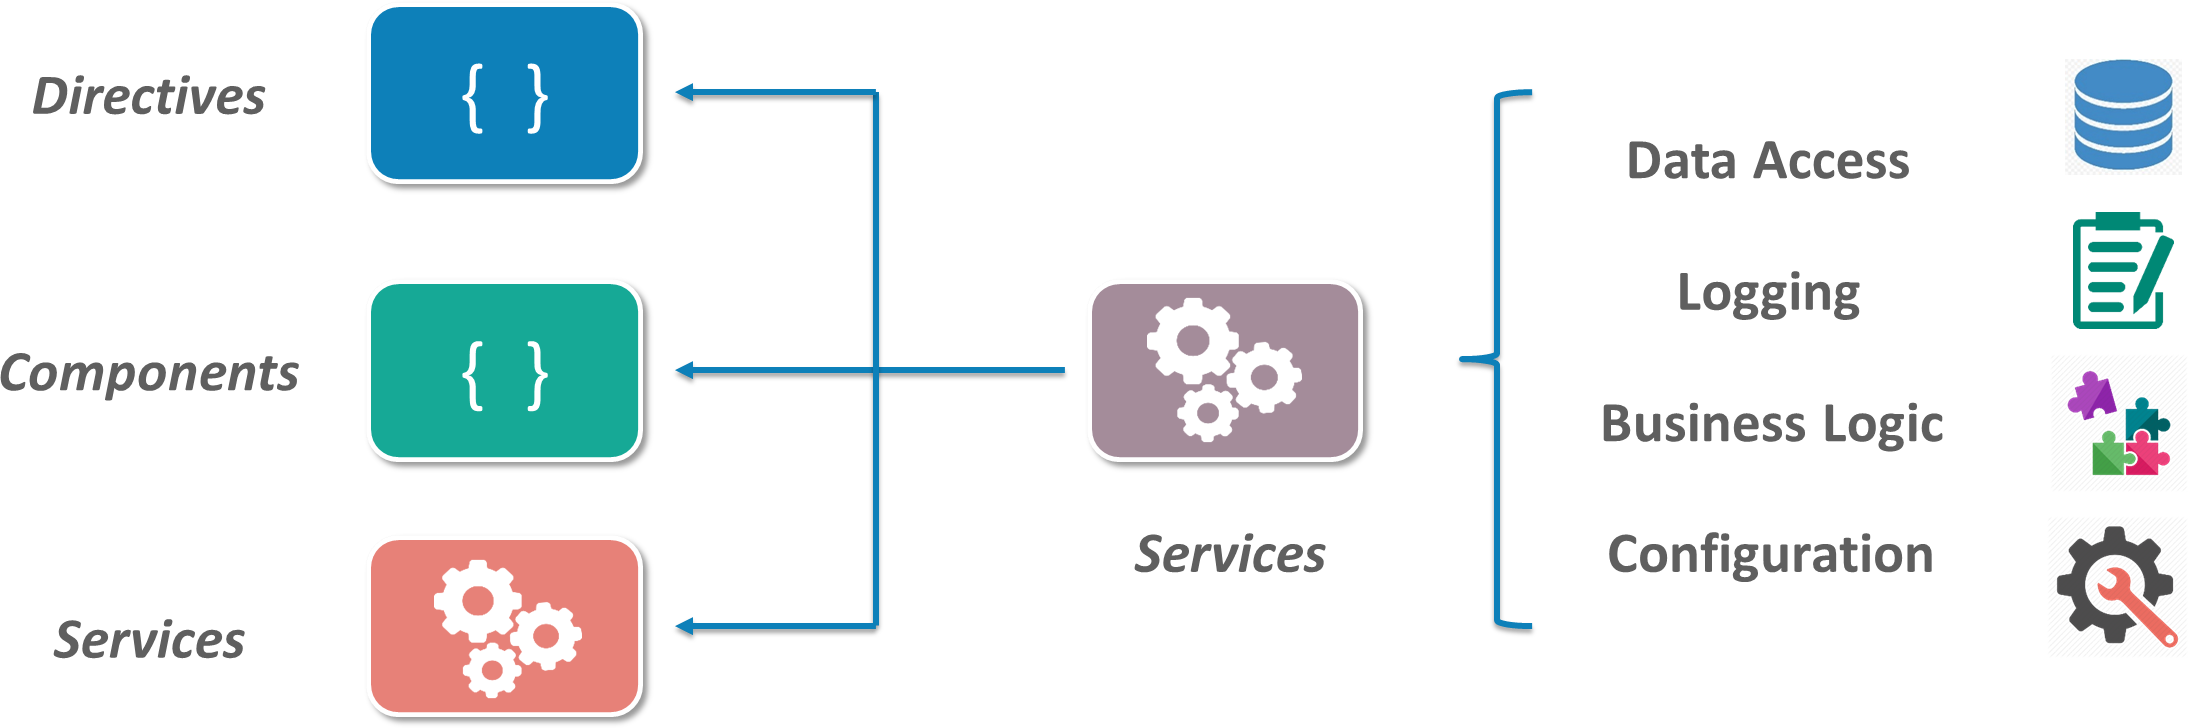 Directives
{ }
Components
{ }
Services
Services
Data Access
Logging
Business Logic
Configuration